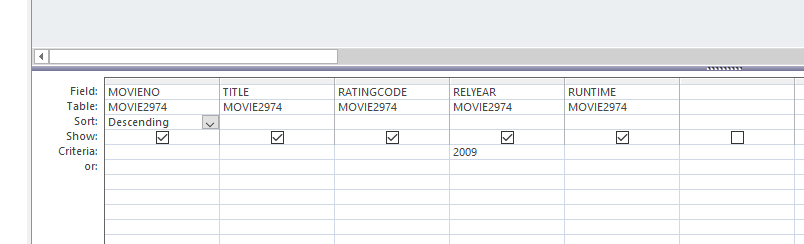 Field: MOVIENO TITLE RATINGCODE RELYEAR RUNTIME
Table: MOVIE2974 MOVIE2974 MOVIE2974 MOVIE2974 MOVIE2974
Sort: Descending
Show:
Criteria: 2009
or: